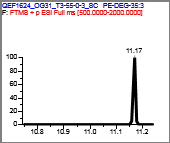 QEF1624_OG31_T3-55-0-3_SC PE-DEG-35:3
F: FTMS + p ESI Full ms [500.0000-2000.0000]
11.17
100
80
60
40
20
0
10.8 10.9 11.0 11.1 11.2